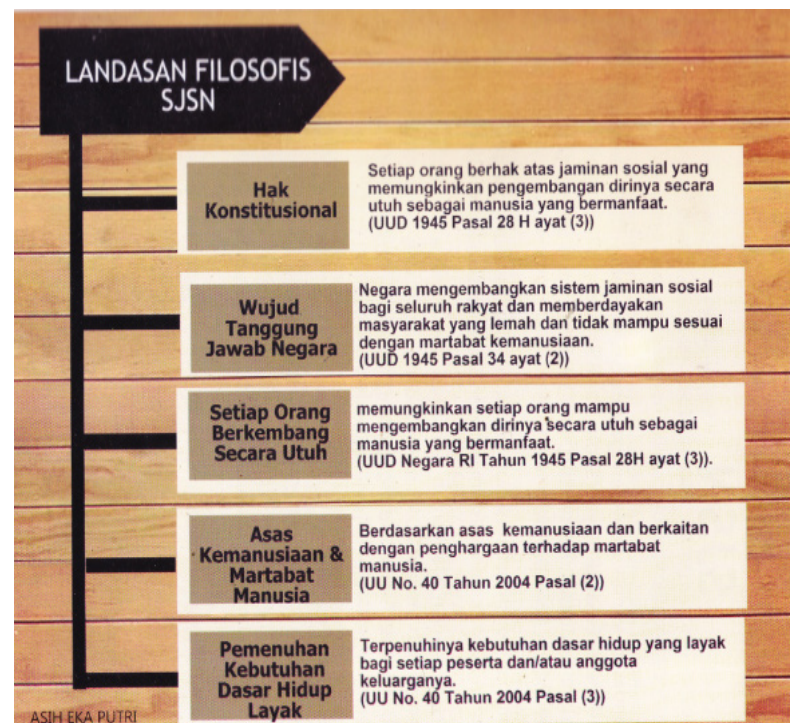 LANDASAN FILOSOFIS
SJSN
Hak
Konstitusional
Setiap orang berhak atas jaminan sosial yang
memungkinkan pengembangan dirinya secara
utuh sebagai manusia yang bermanfaat.
(UUD 1945 Pasal 28 H ayat (3))
Wujud
Tanggung
Jawab Negara
Negara mengembangkan sistem jaminan sosial
bagi seluruh rakyat dan memberdayakan
masyarakat yang lemah dan tidak mampu sesuai
dengan martabat kemanusiaan.
(UUD 1945 Pasal 34 ayat (2))
Setiap Orang
Berkembang
Secara Utuh
memungkinkan setiap orang mampu
mengembangkan dirinya secara utuh sebagai
manusia yang bermanfaat.
(UUD Negara RI Tahun 1945 Pasal 28H ayat (3)).
Asas
Kemanusiaan &
Martabat
Manusia
Berdasarkan asas kemanusiaan dan berkaitan
dengan penghargaan terhadap martabat
manusia.
(UU No. 40 Tahun 2004 Pasal (2))
Pemenuhan
Kebutuhan
Dasar Hidup
Layak
Terpenuhinya kebutuhan dasar hidup yang layak
bagi setiap peserta dan/atau anggota
keluarganya.
(UU No. 40 Tahun 2004 Pasal (3))
ASIH EKA PUTRI